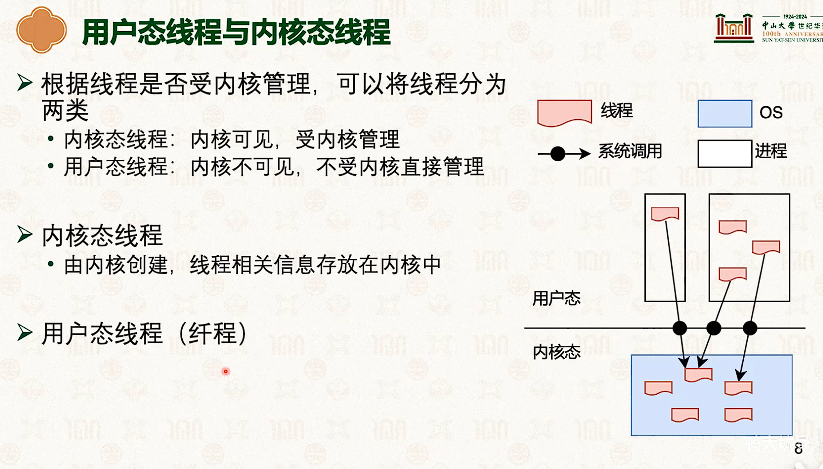 用户态线程与内核态线程
1924-2024
中山大學世纪华
100th ANNIVERSAR
SUN YAT-SEN UNIVERSI
根据线程是否受内核管理，可以将线程分为
两类
• 内核态线程：内核可见，受内核管理
• 用户态线程：内核不可见，不受内核直接管理
内核态线程
• 由内核创建，线程相关信息存放在内核中
用户态线程（纤程）
线程
OS
系统调用
进程
用户态
内核态
8